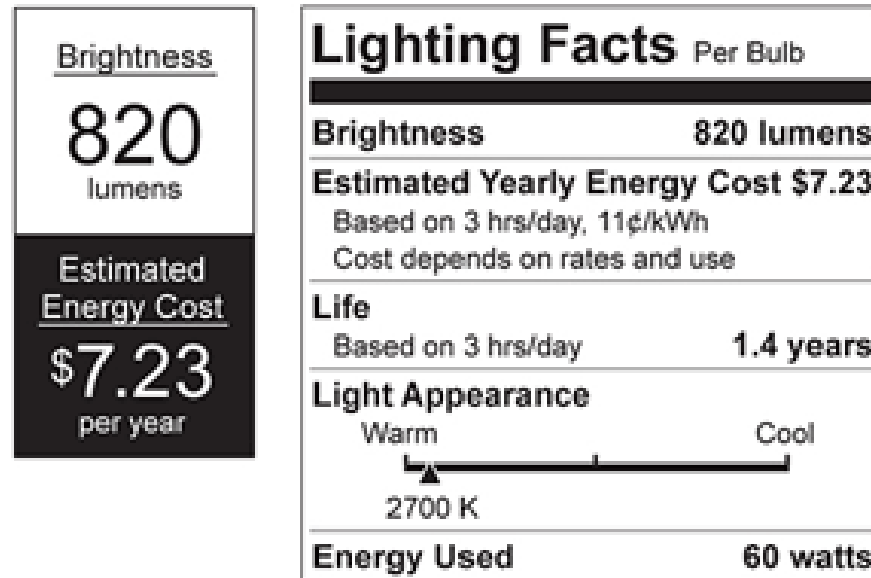 Brightness
820
lumens
Estimated
Energy Cost
$7.23
per year
Lighting Facts Per Bulb
Brightness 820 lumens
Estimated Yearly Energy Cost $7.23
Based on 3 hrs/day, 11¢/kWh
Cost depends on rates and use
Life
Based on 3 hrs/day 1.4 years
Light Appearance
Warm Cool
2700 K
Energy Used 60 watts